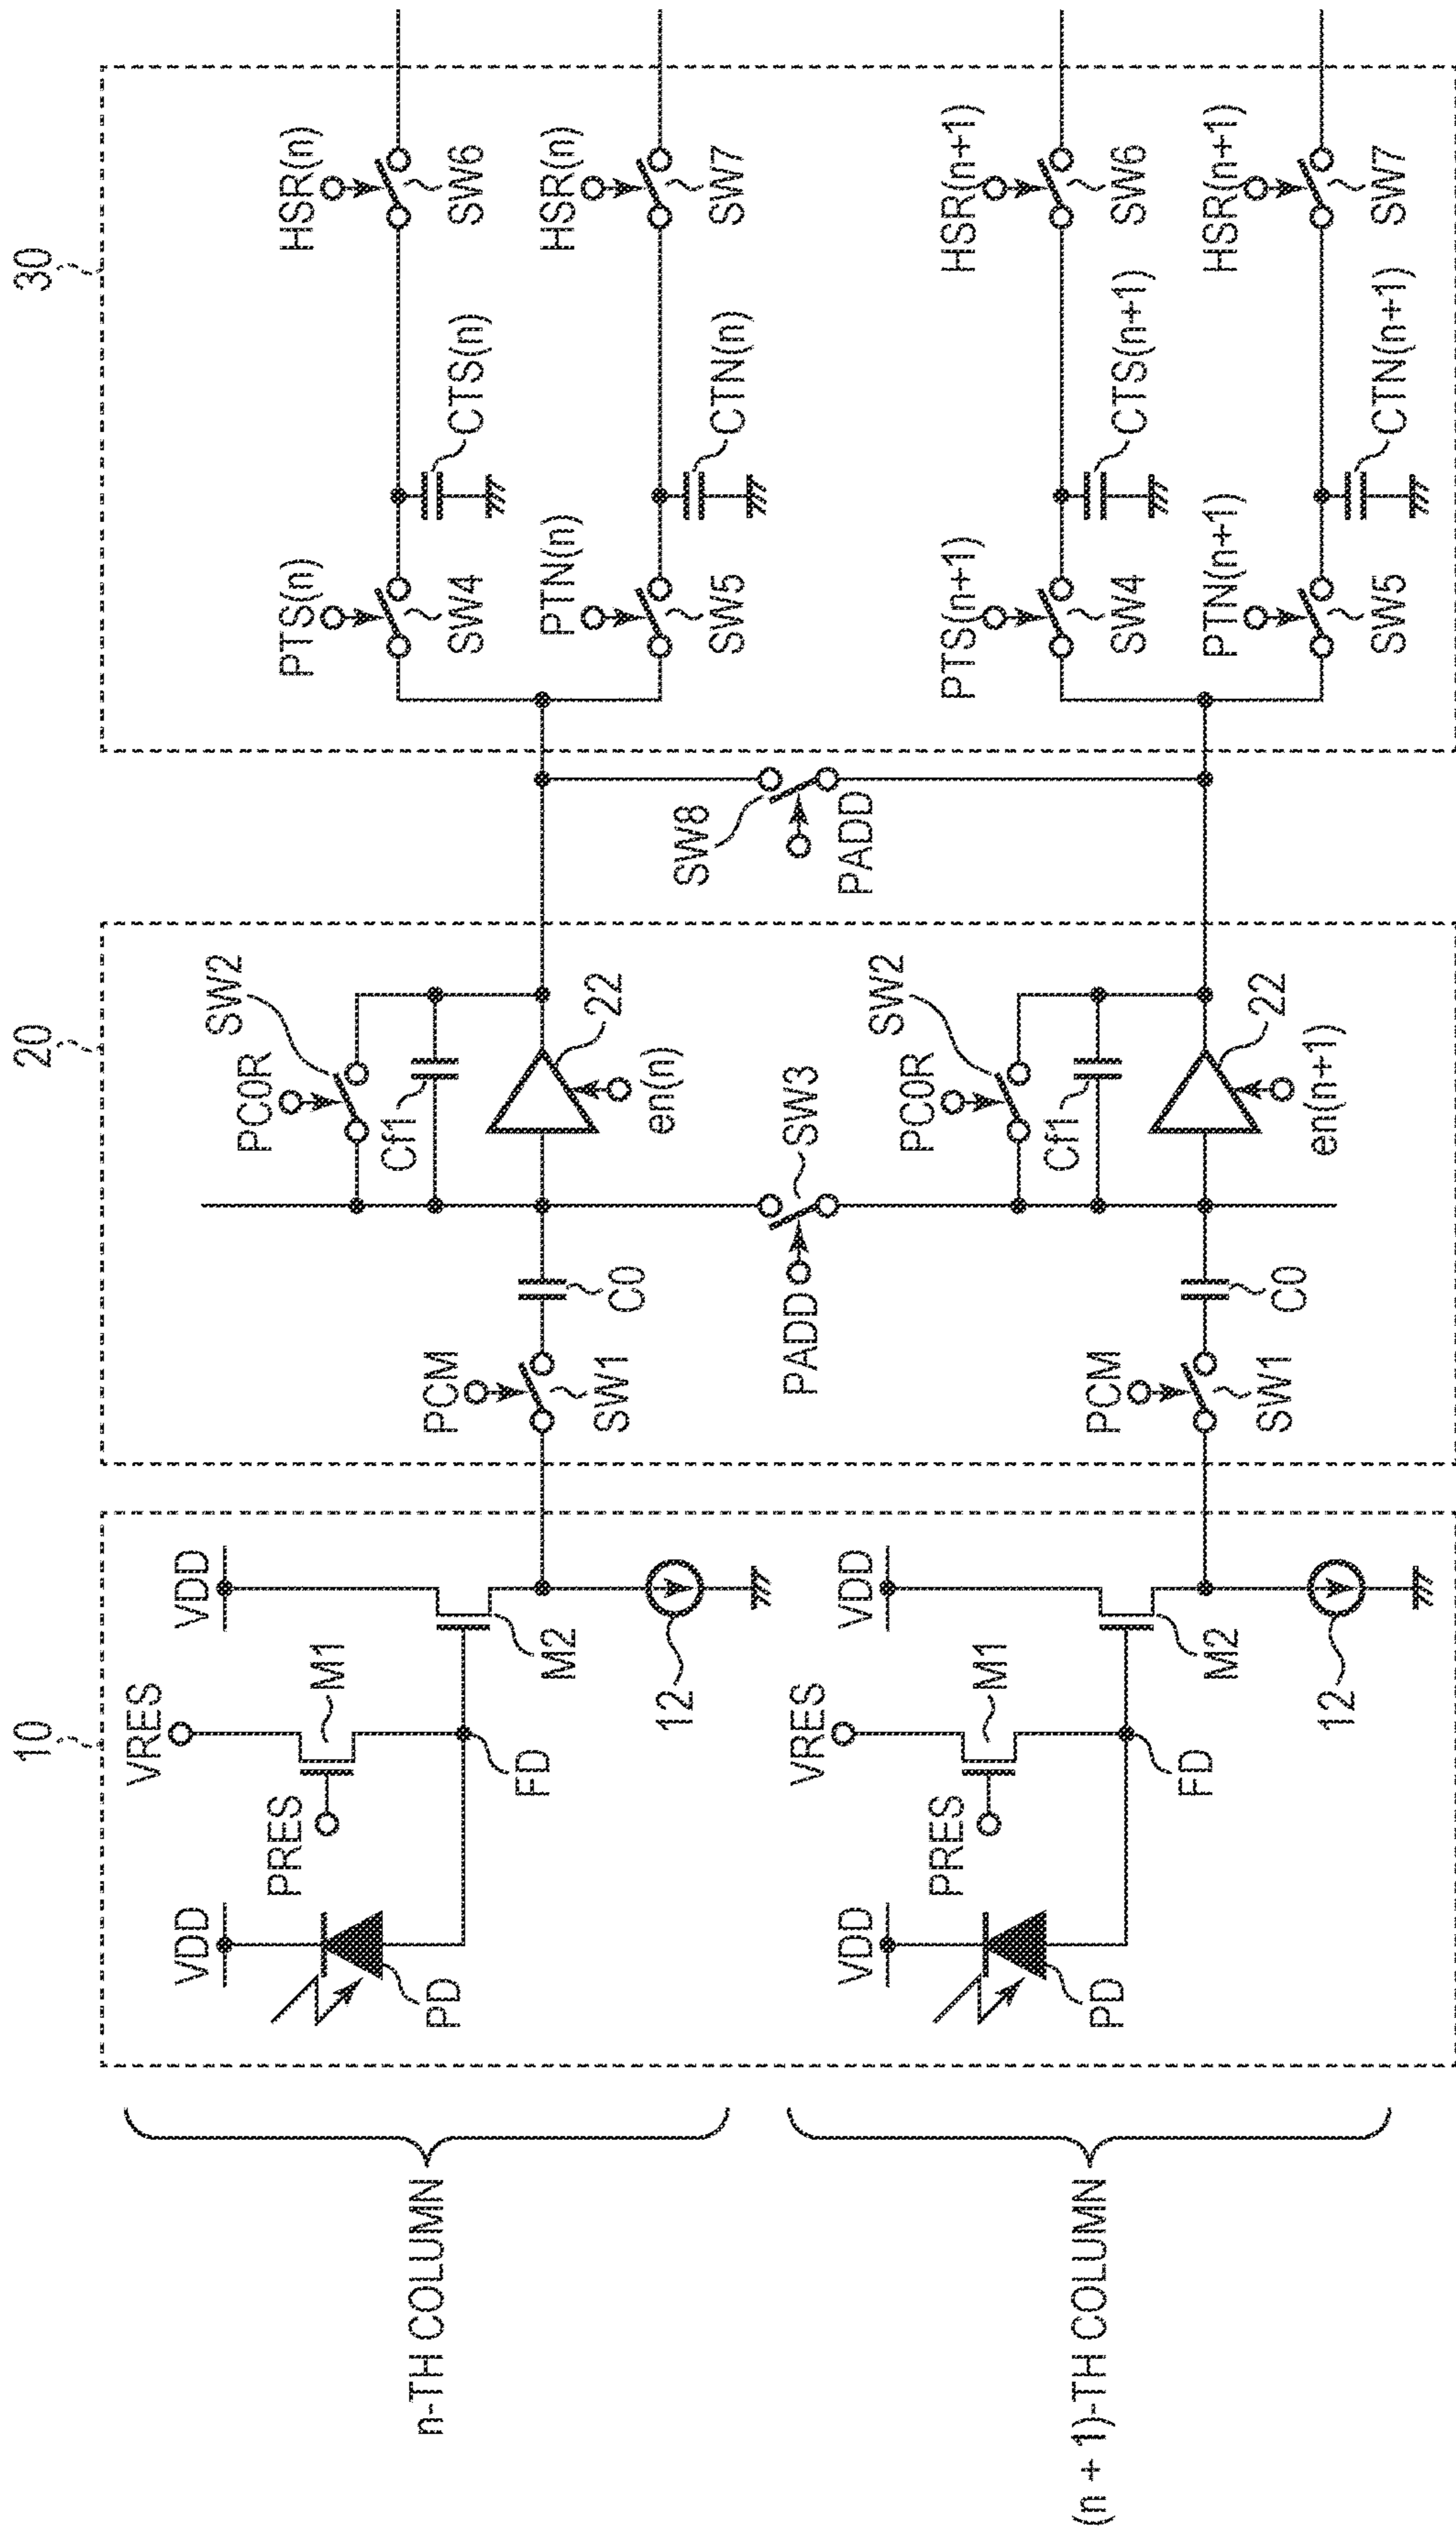 10
20
30
n-TH COLUMN
VDD
PD
PRES
VRES
M1
FD
VDD
M2
12
PCM
SW1
C0
PC0R
SW2
Cf1
22
en(n)
PTS(n)
SW4
CTS(n)
HSR(n)
SW6
PTN(n)
SW5
CTN(n)
HSR(n)
SW7
PADD
SW3
SW8
PADD
(n + 1)-TH COLUMN
VDD
PD
PRES
VRES
M1
FD
VDD
M2
12
PCM
SW1
C0
PC0R
SW2
Cf1
22
en(n+1)
PTS(n+1)
SW4
CTS(n+1)
HSR(n+1)
SW6
PTN(n+1)
SW5
CTN(n+1)
HSR(n+1)
SW7